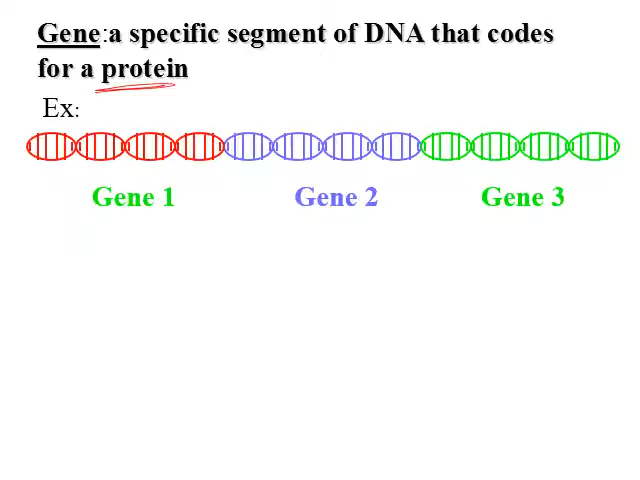 Gene:a specific segment of DNA that codes
for a protein
Ex:
Gene 1 Gene 2 Gene 3